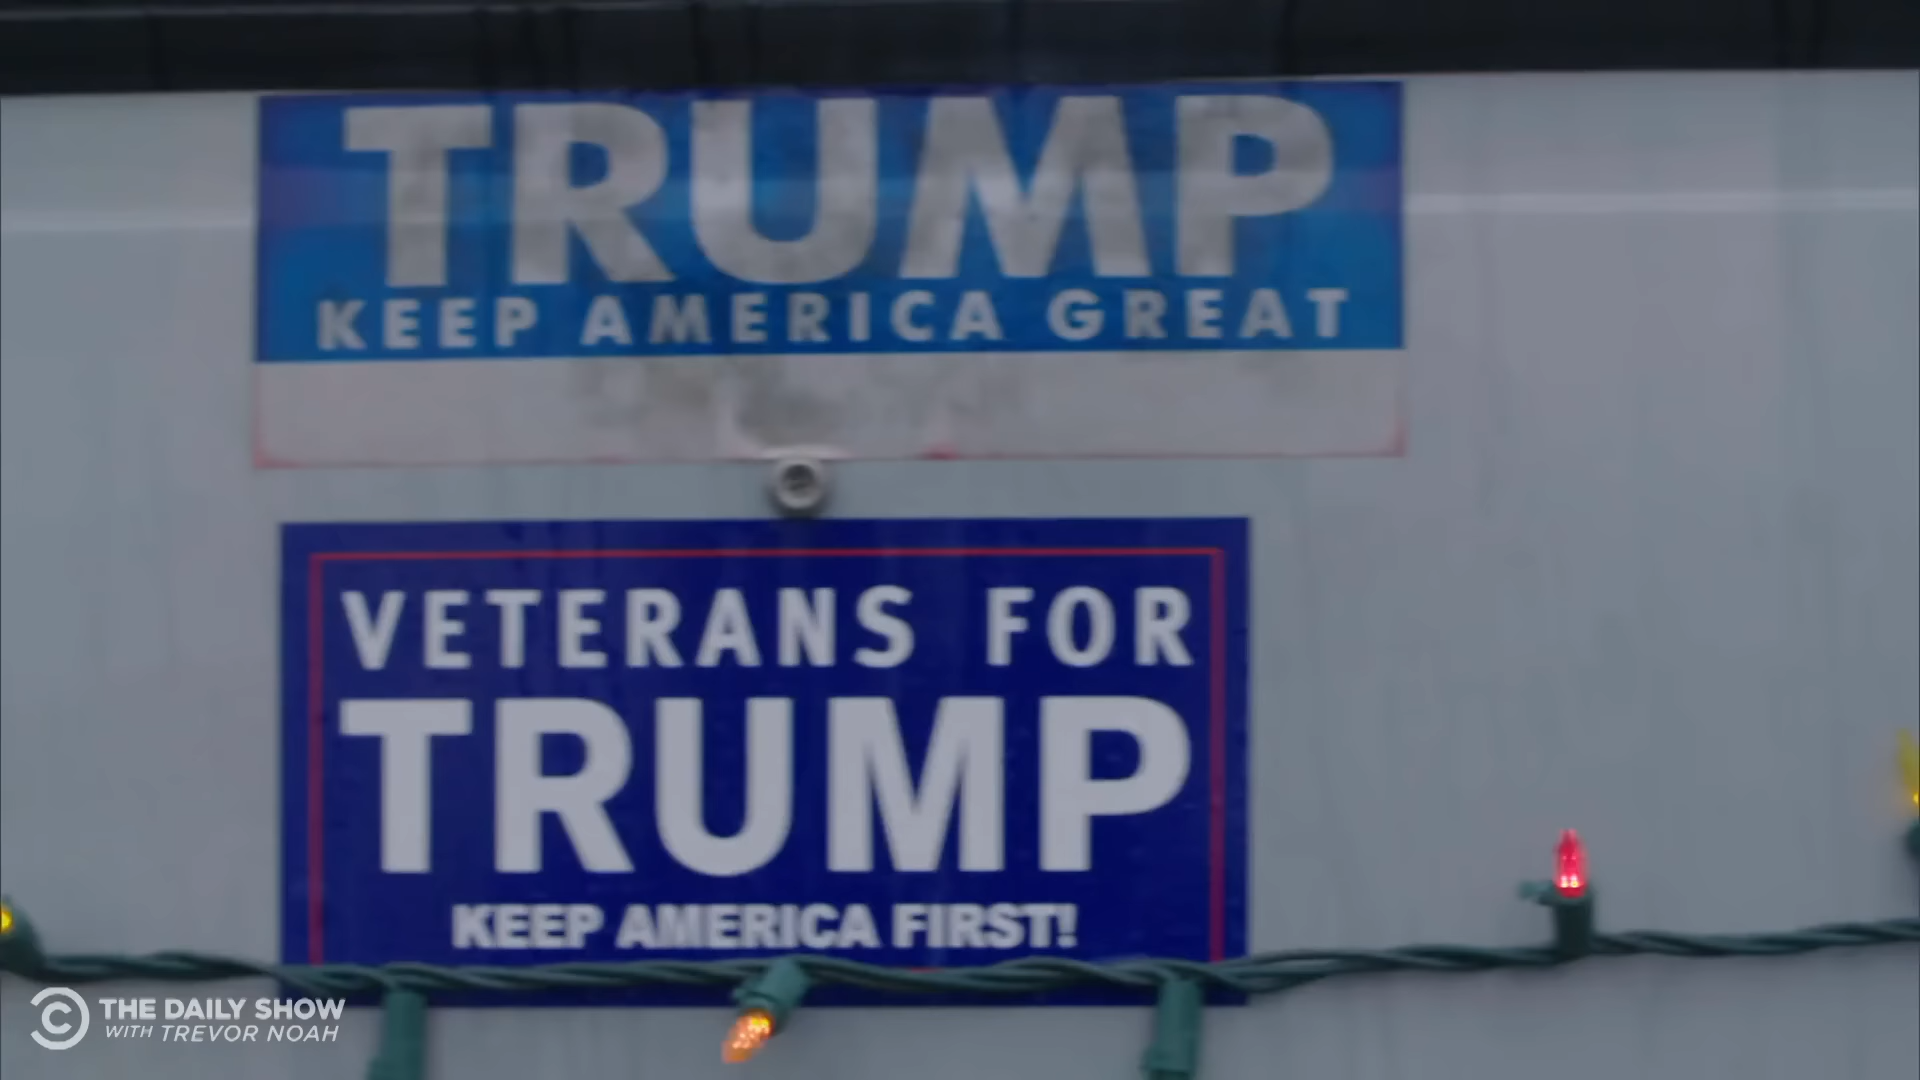 TRUMP
KEEP AMERICA GREAT
VETERANS FOR
TRUMP
KEEP AMERICA FIRST!
THE DAILY SHOW
WITH TREVOR NOAH